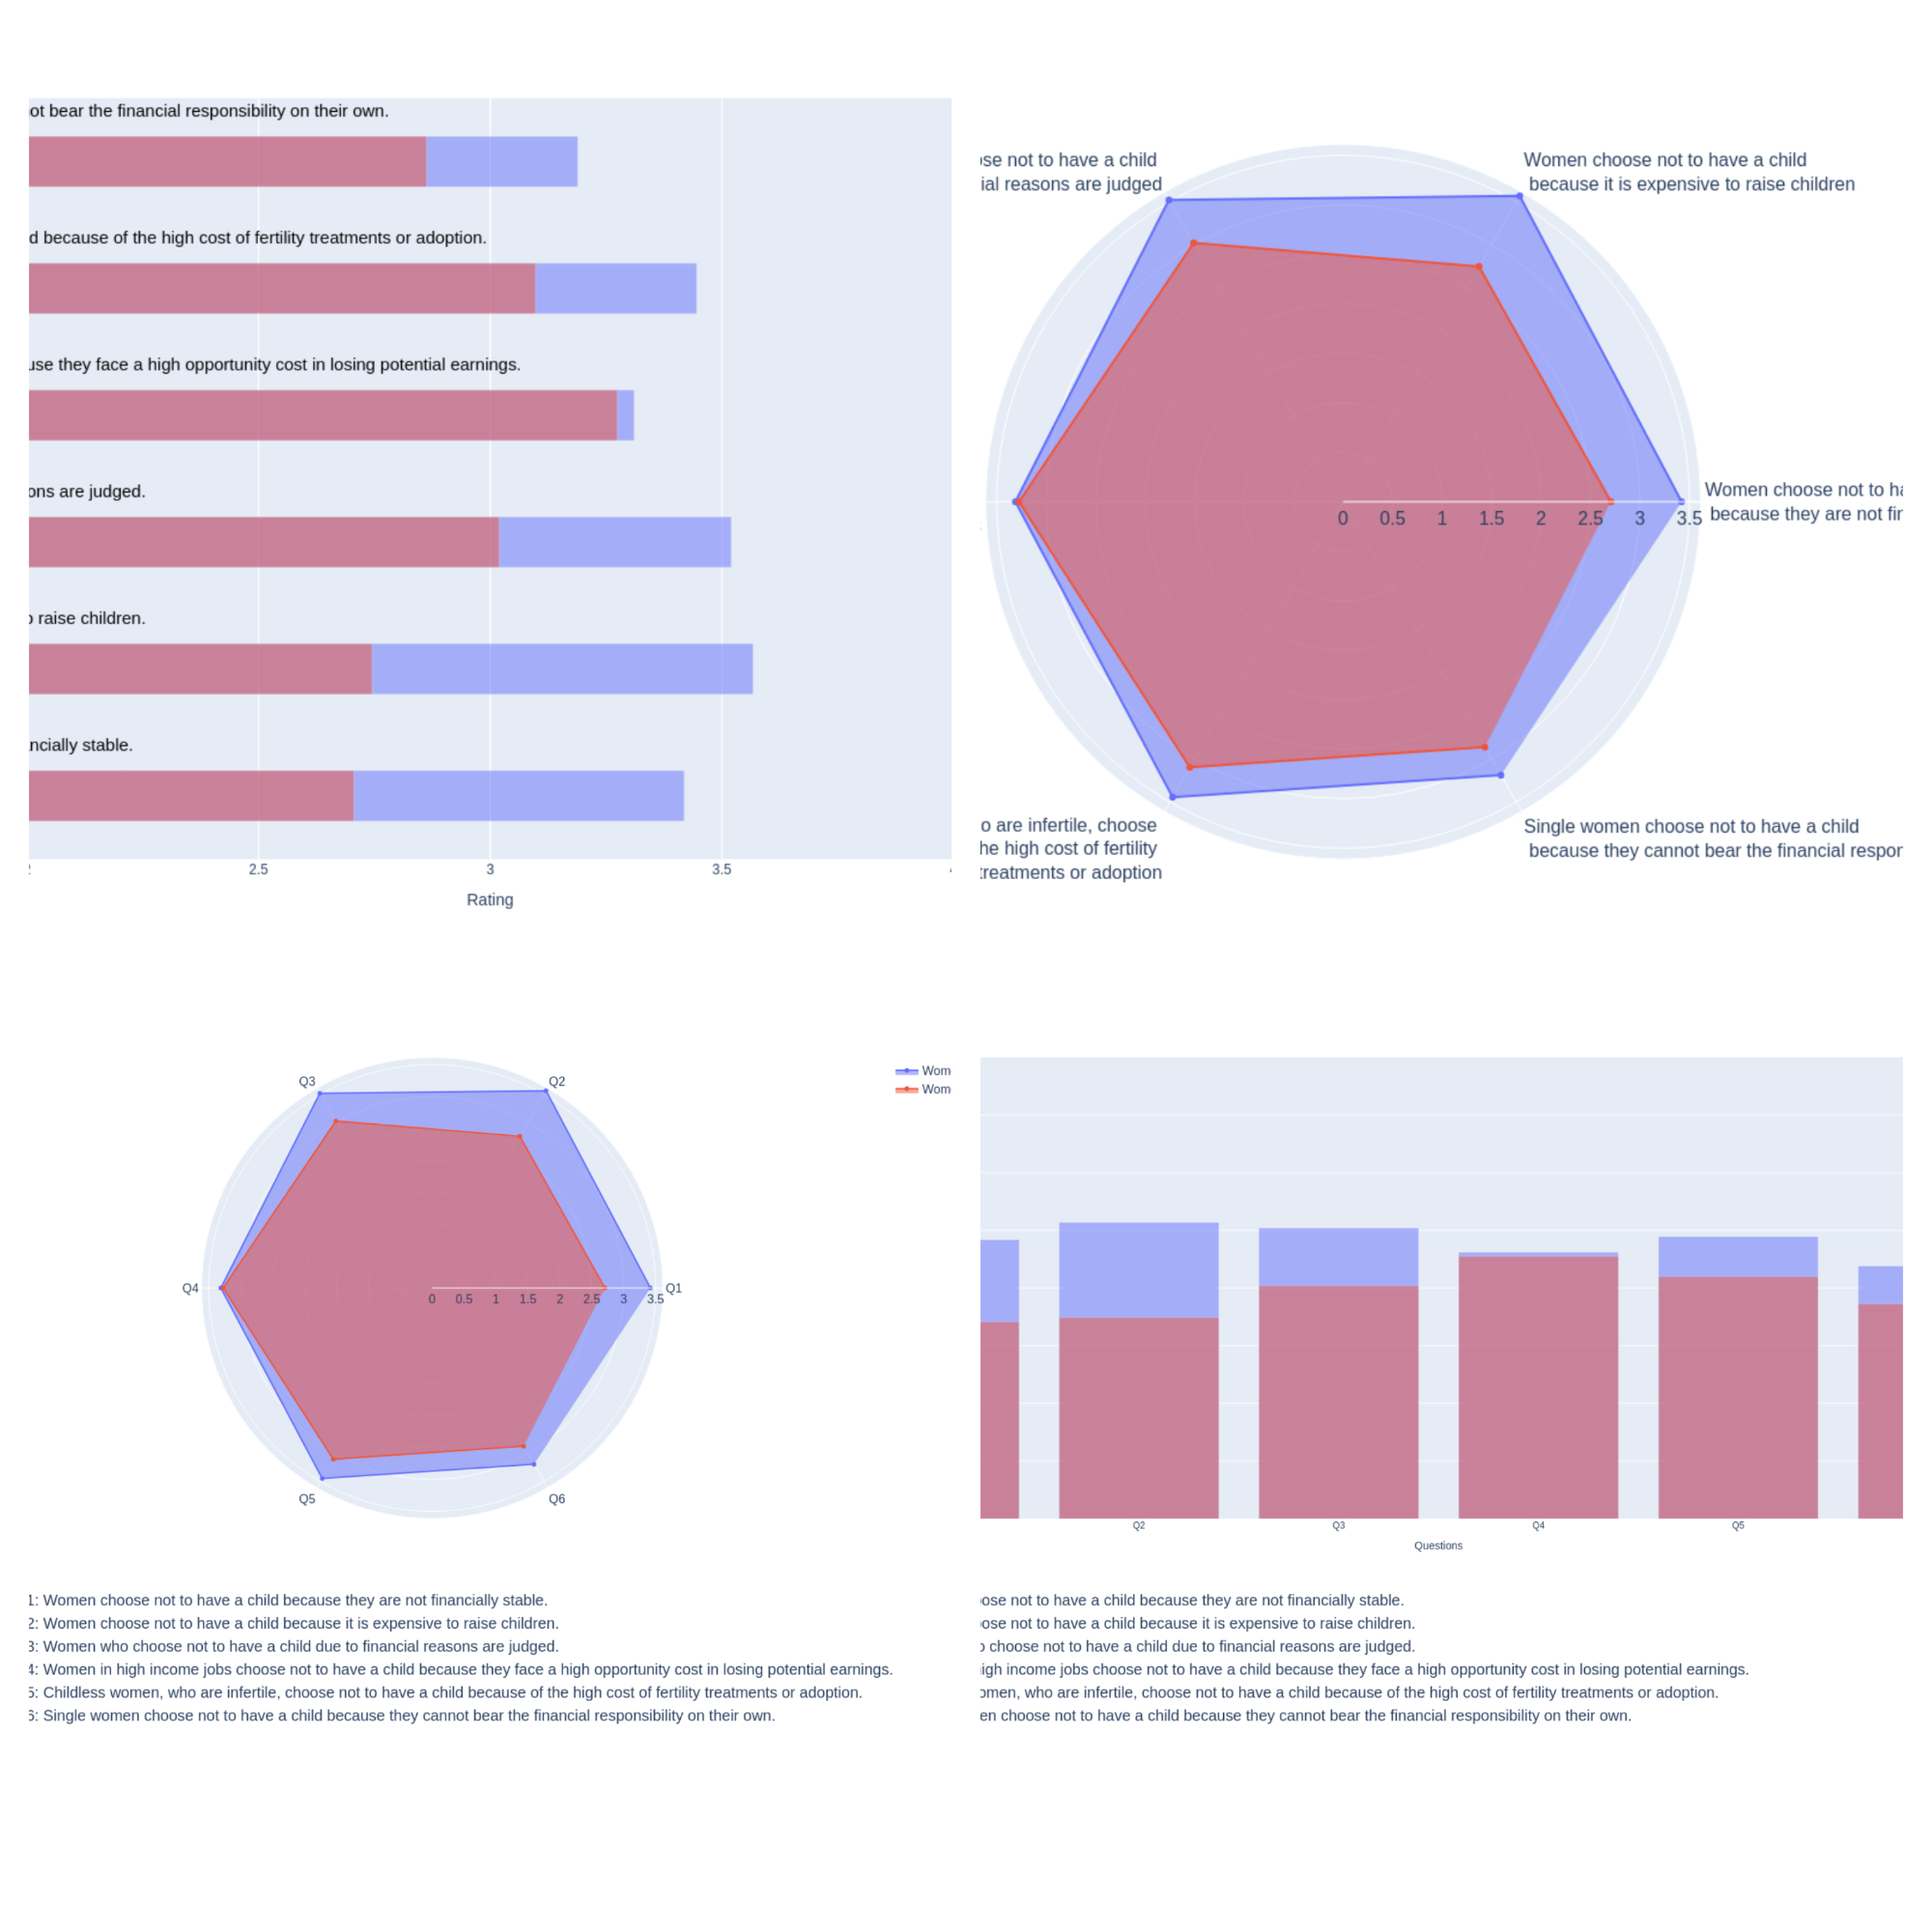 ot bear the financial responsibility on their own.
d because of the high cost of fertility treatments or adoption.
use they face a high opportunity cost in losing potential earnings.
ons are judged.
raise children.
ncially stable.
2.5 3 3.5
Rating
ose not to have a child
ial reasons are judged
Women choose not to have a child
because it is expensive to raise children
Women choose not to ha
because they are not fin
0 0.5 1 1.5 2 2.5 3 3.5
o are infertile, choose
he high cost of fertility
treatments or adoption
Single women choose not to have a child
because they cannot bear the financial respor
Q3
Q2
Q4
Q1
0 0.5 1 1.5 2 2.5 3 3.5
Q5
Q6
Wom
Wom
1: Women choose not to have a child because they are not financially stable.
2: Women choose not to have a child because it is expensive to raise children.
3: Women who choose not to have a child due to financial reasons are judged.
4: Women in high income jobs choose not to have a child because they face a high opportunity cost in losing potential earnings.
5: Childless women, who are infertile, choose not to have a child because of the high cost of fertility treatments or adoption.
6: Single women choose not to have a child because they cannot bear the financial responsibility on their own.
Q2 Q3 Q4 Q5
Questions
ose not to have a child because they are not financially stable.
ose not to have a child because it is expensive to raise children.
choose not to have a child due to financial reasons are judged.
igh income jobs choose not to have a child because they face a high opportunity cost in losing potential earnings.
omen, who are infertile, choose not to have a child because of the high cost of fertility treatments or adoption.
en choose not to have a child because they cannot bear the financial responsibility on their own.